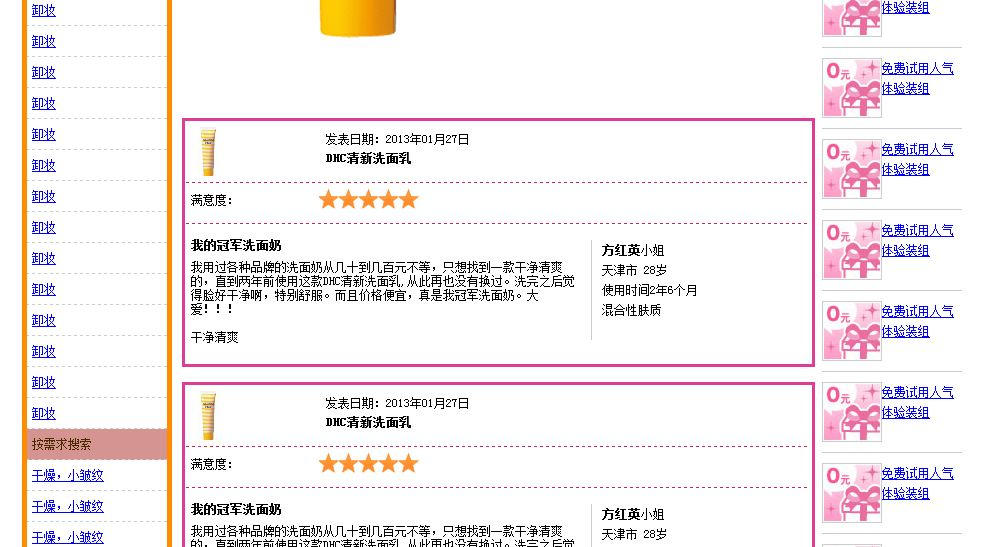 卸妆
卸妆
卸妆
卸妆
卸妆
卸妆
卸妆
卸妆
卸妆
卸妆
卸妆
卸妆
卸妆
卸妆
按需求搜索
干燥，小皱纹
干燥，小皱纹
干燥，小皱纹
发表日期：2013年01月27日
DHC清新洗面乳
满意度：
我的冠军洗面奶
我用过各种品牌的洗面奶从几十到几百元不等，只想找到一款干净清爽
的，直到两年前使用这款DHC清新洗面乳,从此再也没有换过。洗完之后觉
得脸好干净啊，特别舒服。而且价格便宜，真是我冠军洗面奶。大
爱！！！
干净清爽
方红英小姐
天津市 28岁
使用时间2年6个月
混合性肤质
发表日期：2013年01月27日
DHC清新洗面乳
满意度：
我的冠军洗面奶
我用过各种品牌的洗面奶从几十到几百元不等，只想找到一款干净清爽
的，直到两年前使用这款DHC清新洗面乳,从此再也没有换过。洗完之后觉
方红英小姐
天津市 28岁
体验装组
0元
免费试用人气
体验装组
0元
免费试用人气
体验装组
0元
免费试用人气
体验装组
0元
免费试用人气
体验装组
0元
免费试用人气
体验装组
0元
免费试用人气
体验装组